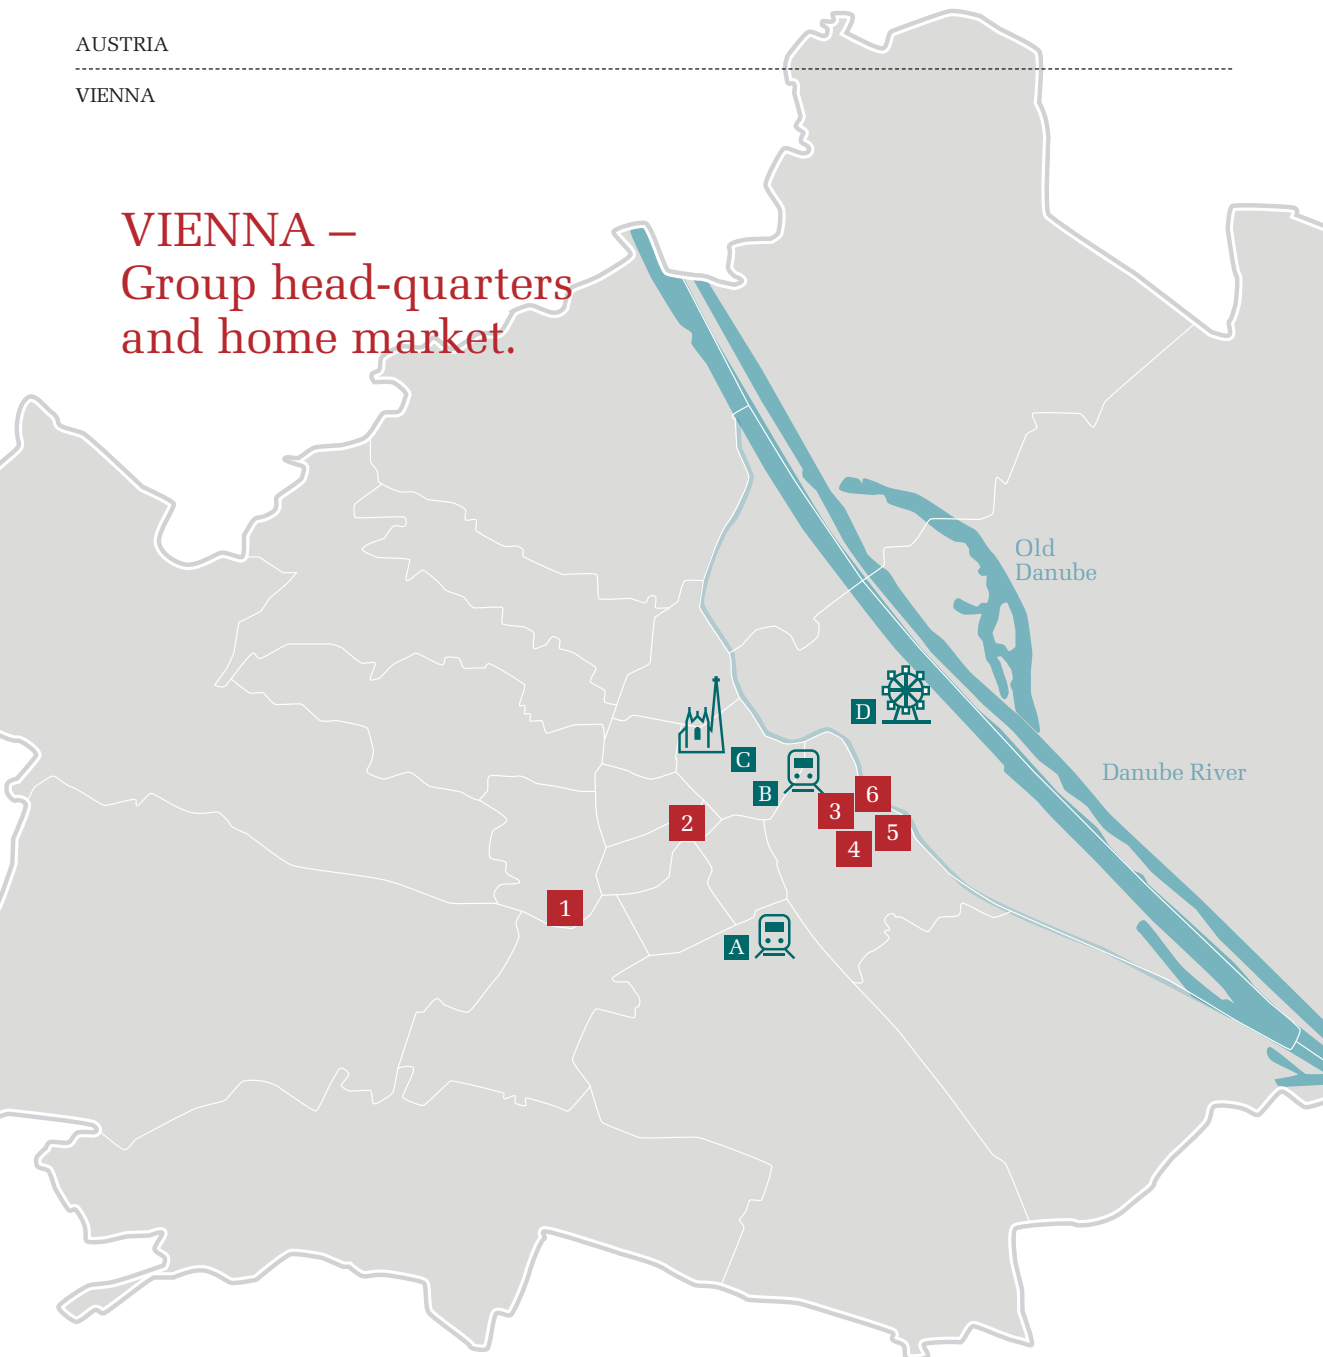 AUSTRIA
VIENNA
VIENNA –
Group head-quarters
and home market.
Old
Danube
D
Danube River
C
B
6
3
2
5
4
1
A